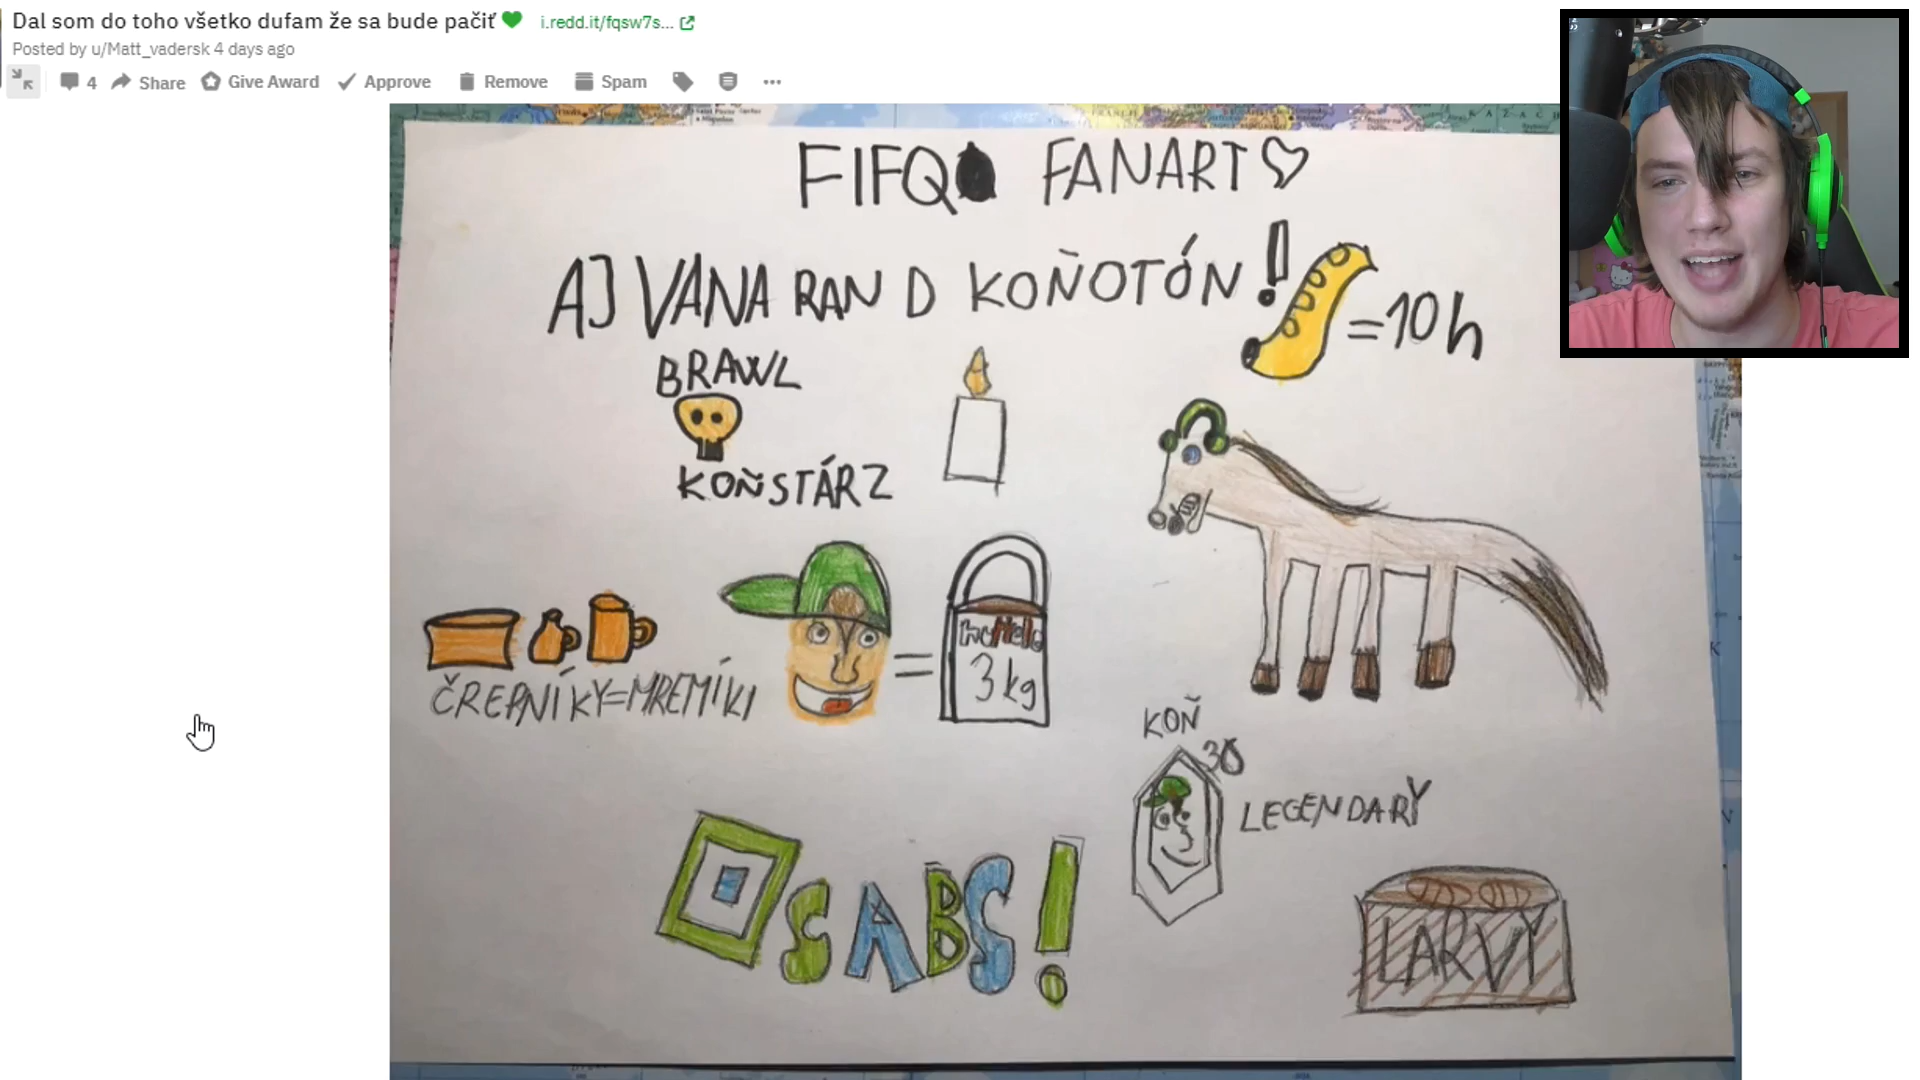 Dal som do toho všetko dufam že sa bude pačiť i.redd.it/fqsw7s...
Posted by u/Matt_vadersk 4 days ago
4 Share Give Award Approve Remove Spam
FIFQO FANART
AJ VANA RAN D KOŇOTÓN!
=10h
BRAWL
KOŇSTÁRZ
nutella
= 3kg
ČREPNÍKY=MREMÍKI
KOŇ
30
LEGENDARY
SABS!
LARVY